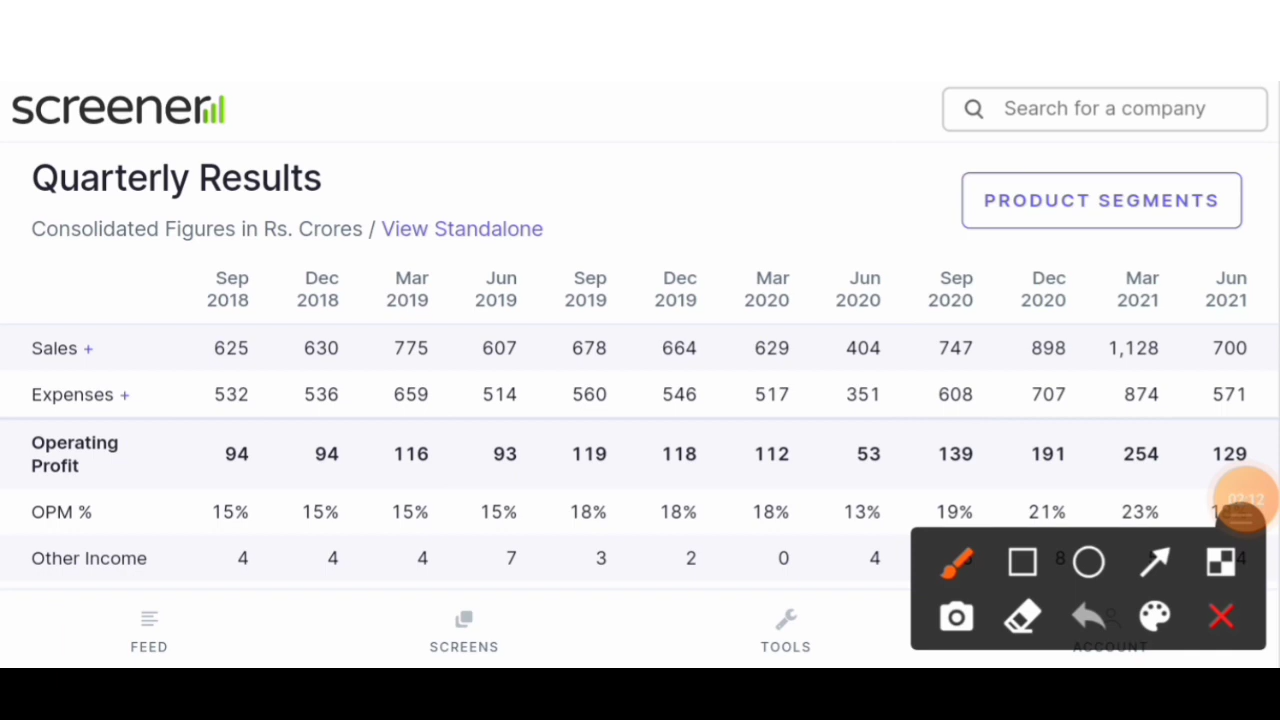 screener
Search for a company
Quarterly Results
PRODUCT SEGMENTS
Consolidated Figures in Rs. Crores / View Standalone
Sep 2018 Dec 2018 Mar 2019 Jun 2019 Sep 2019 Dec 2019 Mar 2020 Jun 2020 Sep 2020 Dec 2020 Mar 2021 Jun 2021
Sales + 625 630 775 607 678 664 629 404 747 898 1,128 700
Expenses + 532 536 659 514 560 546 517 351 608 707 874 571
Operating Profit 94 94 116 93 119 118 112 53 139 191 254 129
OPM % 15% 15% 15% 15% 18% 18% 18% 13% 19% 21% 23%
02:12
Other Income 4 4 4 7 3 2 0 4 8 4
FEED SCREENS TOOLS ACCOUNT